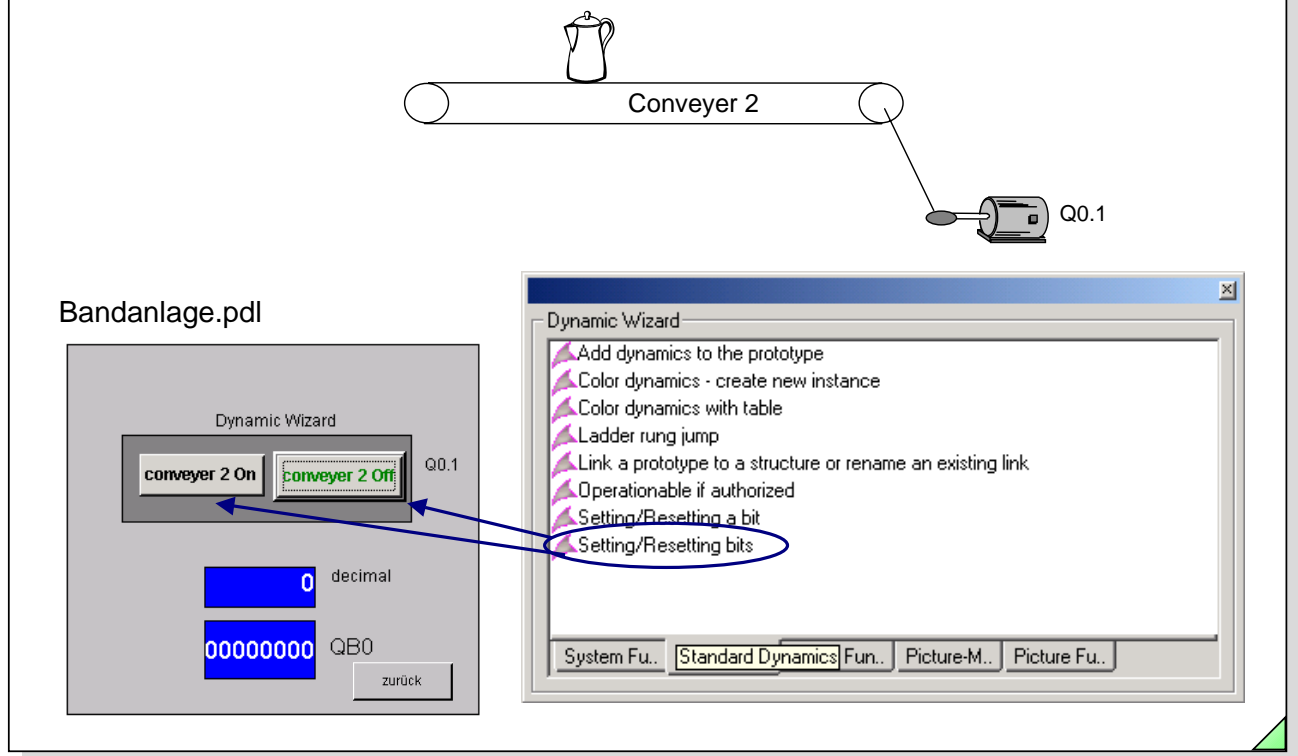 Conveyer 2
Q0.1
Bandanlage.pdl
Dynamic Wizard
conveyer 2 On
conveyer 2 Off
Q0.1
0
decimal
00000000
QB0
zurück
Dynamic Wizard
Add dynamics to the prototype
Color dynamics - create new instance
Color dynamics with table
Ladder rung jump
Link a prototype to a structure or rename an existing link
Operationable if authorized
Setting/Resetting a bit
Setting/Resetting bits
System Fu.. Standard Dynamics Fun.. Picture-M.. Picture Fu..